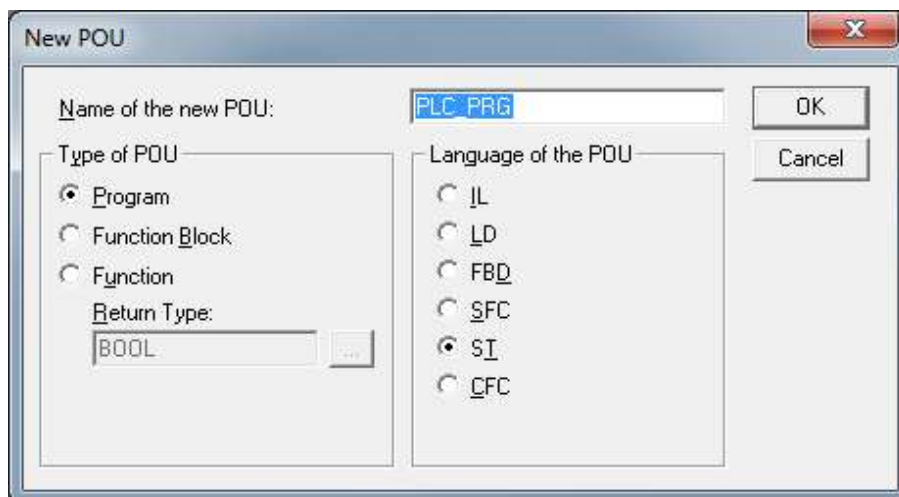 New POU
Name of the new POU:
PLC_PRG
OK
Cancel
Type of POU
Program
Function Block
Function
Return Type:
BOOL
...
Language of the POU
IL
LD
FBD
SFC
ST
CFC